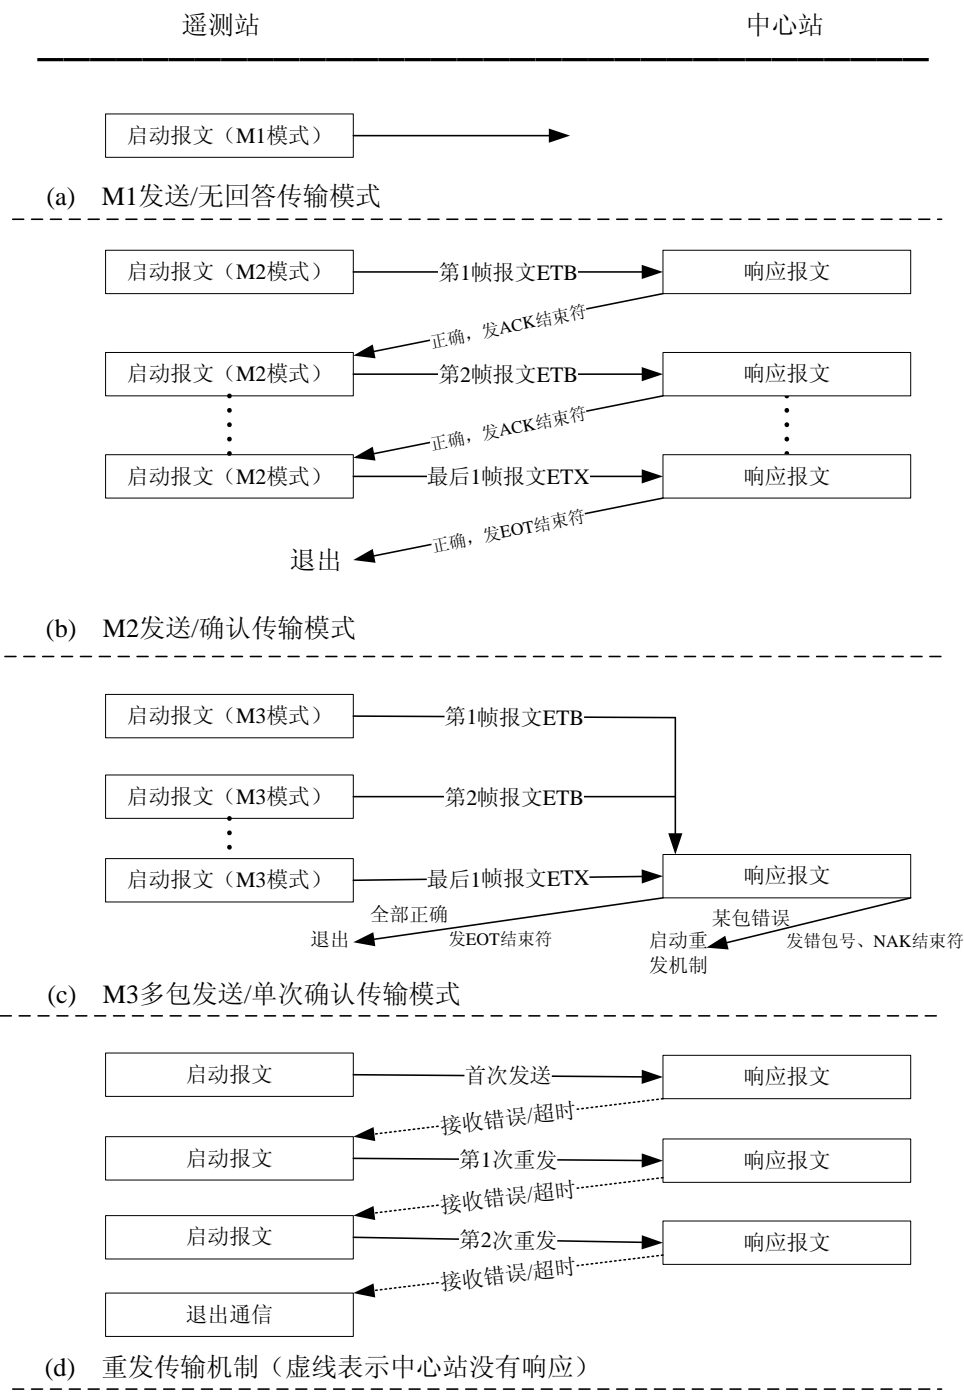 遥测站 中心站
启动报文（M1模式）
(a) M1发送/无回答传输模式
启动报文（M2模式） 第1帧报文ETB 响应报文
正确，发ACK结束符
启动报文（M2模式） 第2帧报文ETB 响应报文
正确，发ACK结束符
启动报文（M2模式） 最后1帧报文ETX 响应报文
正确，发EOT结束符
退出
(b) M2发送/确认传输模式
启动报文（M3模式） 第1帧报文ETB
启动报文（M3模式） 第2帧报文ETB
启动报文（M3模式） 最后1帧报文ETX 响应报文
全部正确 某包错误
退出 发EOT结束符 启动重 发错包号、NAK结束符
发机制
(c) M3多包发送/单次确认传输模式
启动报文 首次发送 响应报文
接收错误/超时
启动报文 第1次重发 响应报文
接收错误/超时
启动报文 第2次重发 响应报文
接收错误/超时
退出通信
(d) 重发传输机制（虚线表示中心站没有响应）